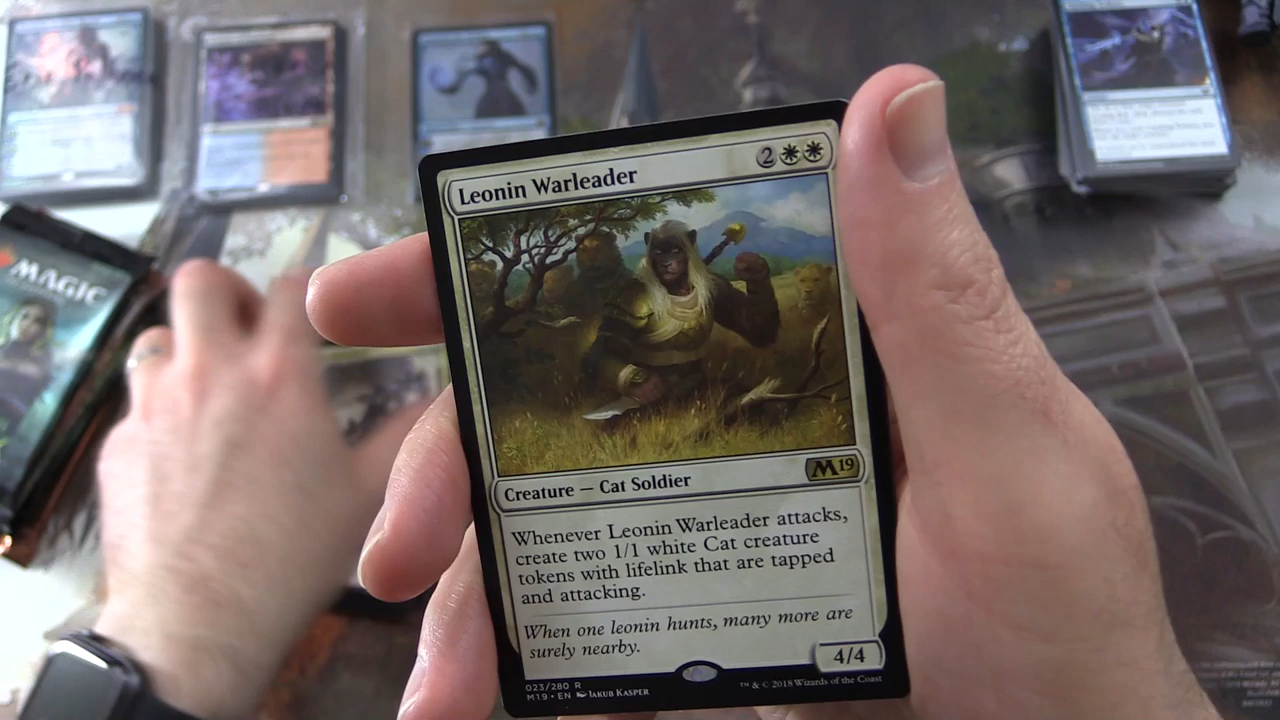 MAGIC
Leonin Warleader
2
M19
Creature — Cat Soldier
Whenever Leonin Warleader attacks,
create two 1/1 white Cat creature
tokens with lifelink that are tapped
and attacking.
When one leonin hunts, many more are
surely nearby.
4/4
023/280 R
M19 • EN JAKUB KASPER
™ & © 2018 Wizards of the Coast